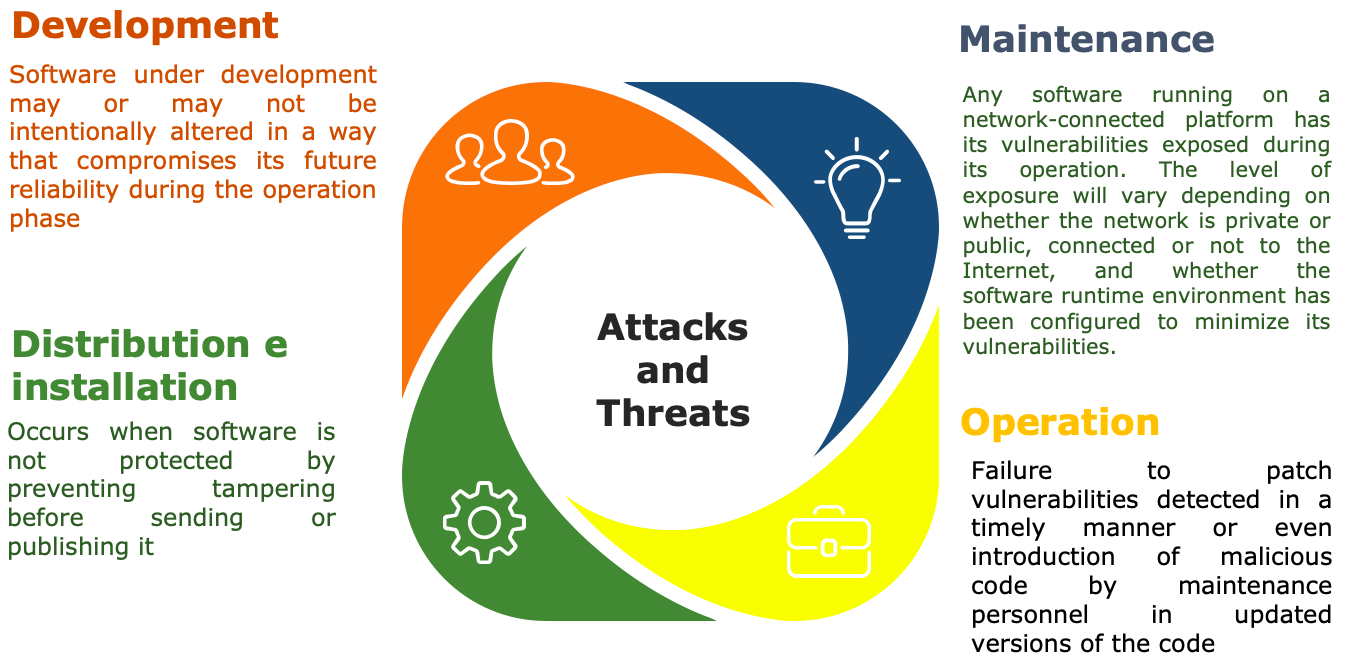 Development
Software under development
may or may not be
intentionally altered in a way
that compromises its future
reliability during the operation
phase
Distribution e
installation
Occurs when software is
not protected by
preventing tampering
before sending or
publishing it
Attacks
and
Threats
Maintenance
Any software running on a
network-connected platform has
its vulnerabilities exposed during
its operation. The level of
exposure will vary depending on
whether the network is private or
public, connected or not to the
Internet, and whether the
software runtime environment has
been configured to minimize its
vulnerabilities.
Operation
Failure to patch
vulnerabilities detected in a
timely manner or even
introduction of malicious
code by maintenance
personnel in updated
versions of the code